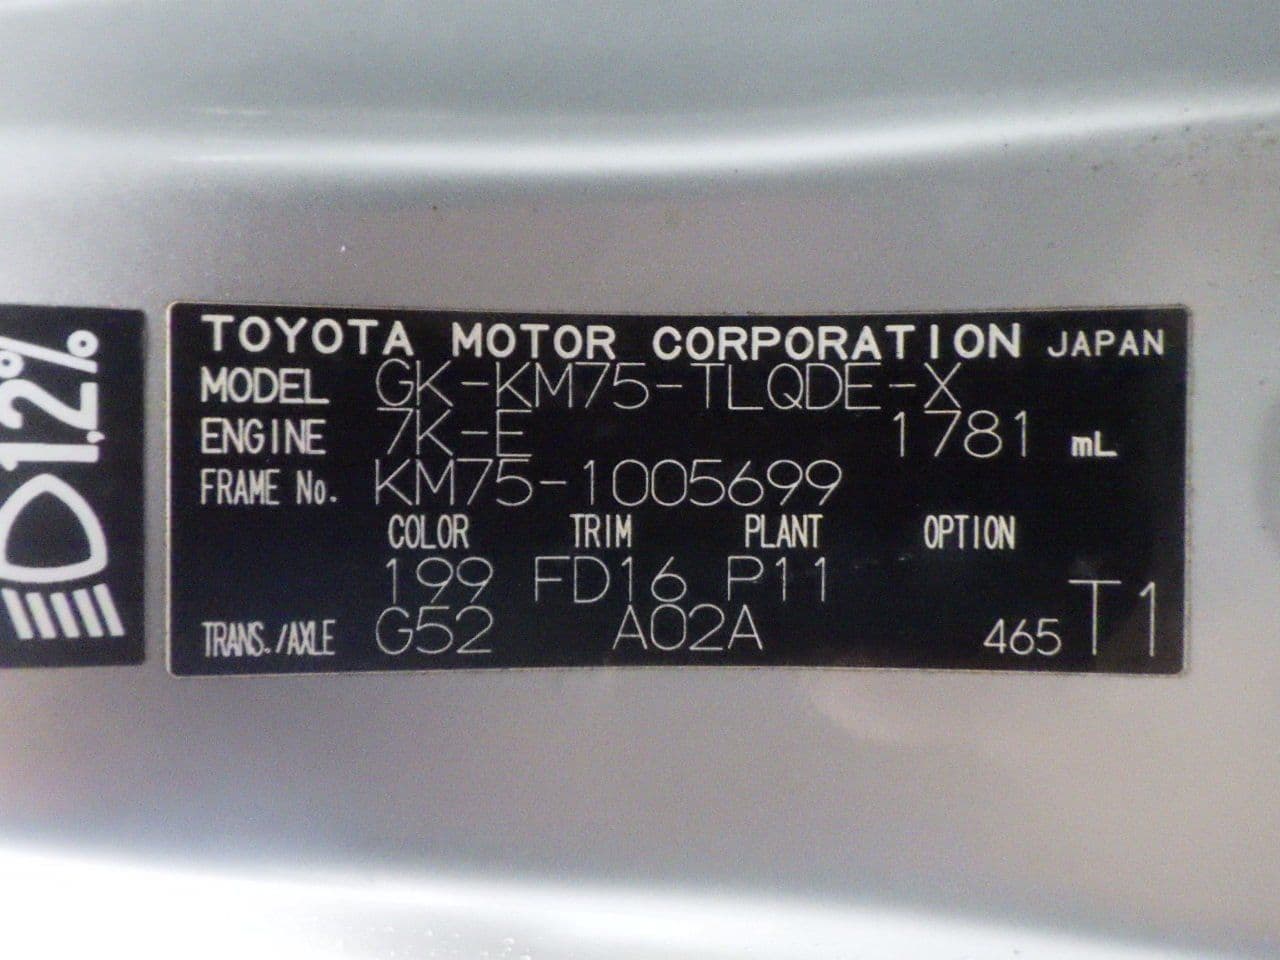 1,2%
TOYOTA MOTOR CORPORATION JAPAN
MODEL GK-KM75-TLQDE-X
ENGINE 7K-E 1781 mL
FRAME No. KM75-1005699
COLOR TRIM PLANT OPTION
199 FD16 P11
TRANS./AXLE G52 A02A 465 T1